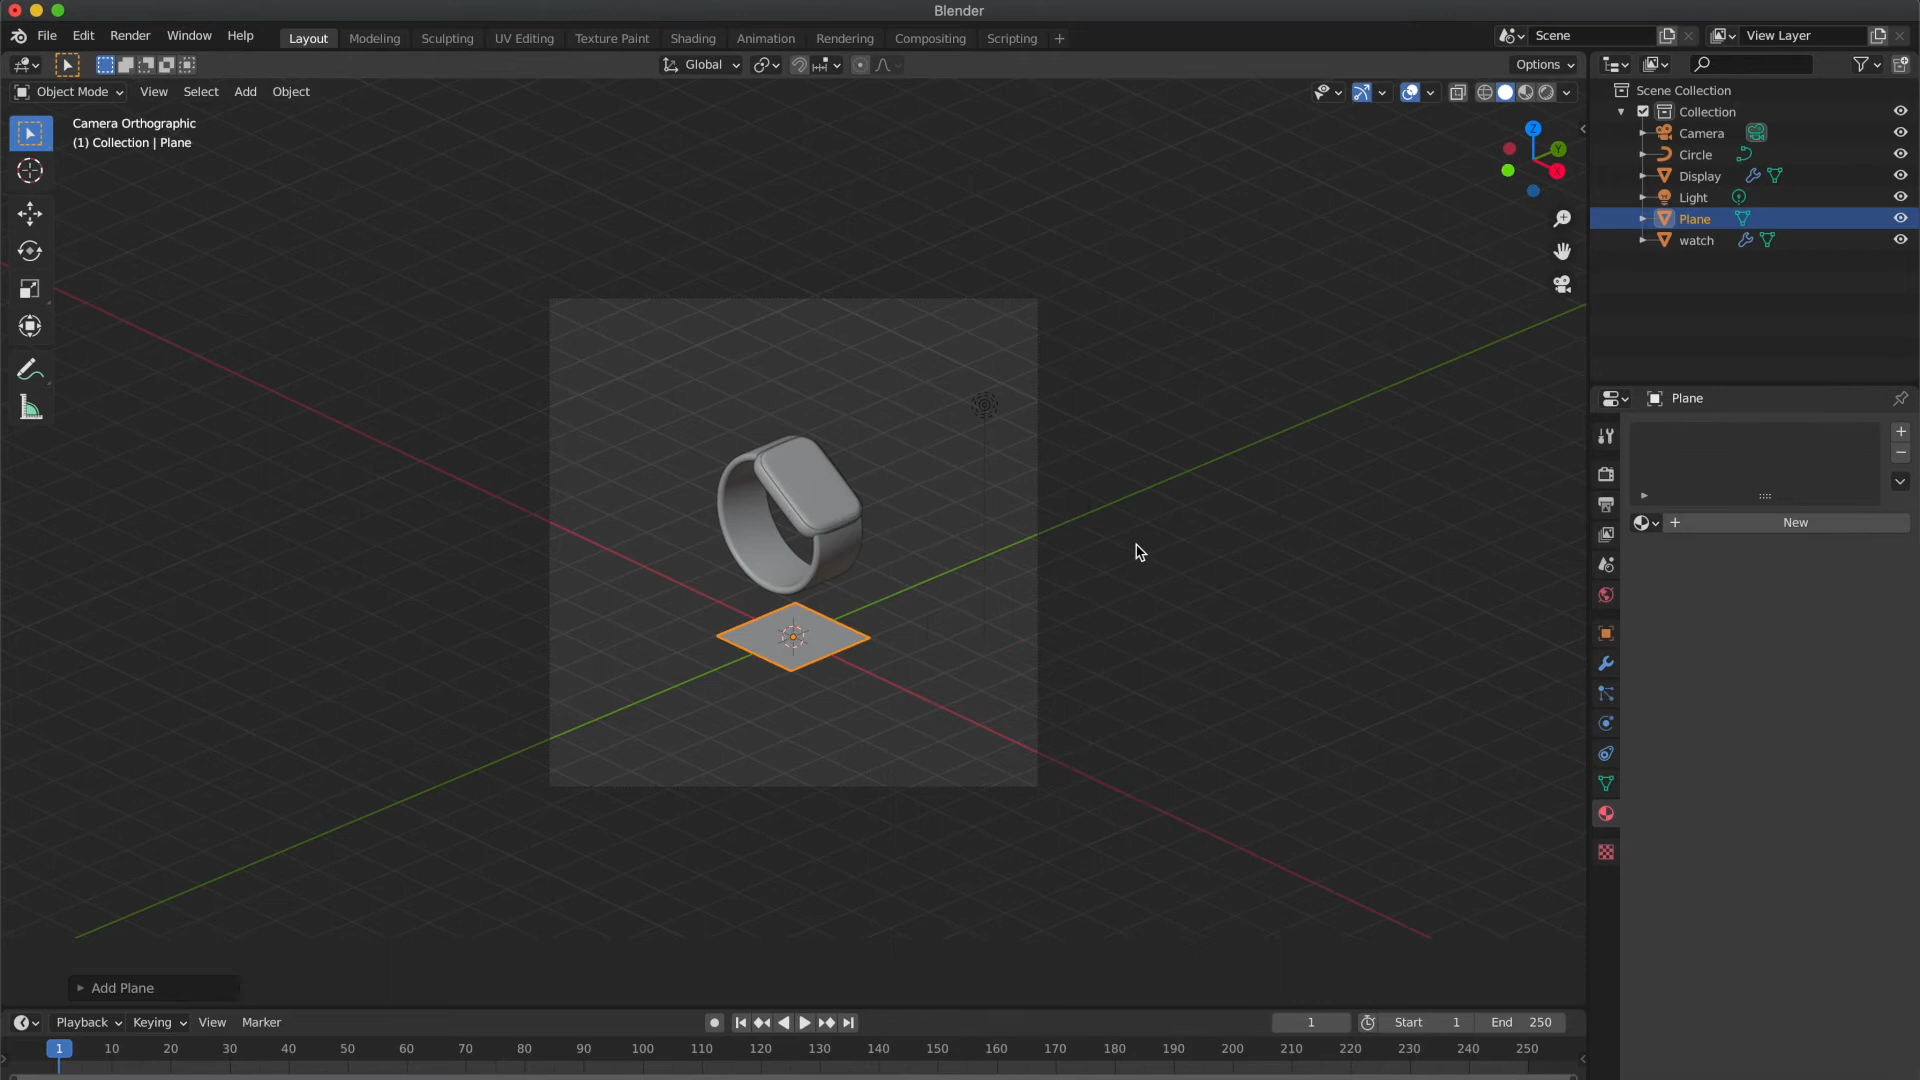 Blender
File Edit Render Window Help Layout Modeling Sculpting UV Editing Texture Paint Shading Animation Rendering Compositing Scripting + Scene View Layer
Global Options
Object Mode View Select Add Object
Camera Orthographic
(1) Collection | Plane
Z
Y
X
Scene Collection
Collection
Camera
Circle
Display
Light
Plane
watch
Plane
+ New
Add Plane
Playback Keying View Marker 1 Start 1 End 250
1 10 20 30 40 50 60 70 80 90 100 110 120 130 140 150 160 170 180 190 200 210 220 230 240 250